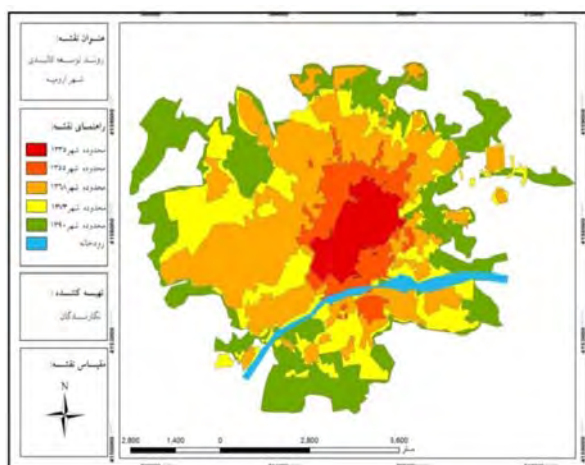 عنوان نقشه:
روند توسعه کالبدی
شهر ارومیه
راهنمای نقشه:
محدوده شهر ۱۳۳۵
محدوده شهر ۱۳۵۵
محدوده شهر ۱۳۶۸
محدوده شهر ۱۳۷۳
محدوده شهر ۱۳۹۰
رودخانه
تهیه کننده:
نگارندگان
مقیاس نقشه:
N
2,800 1,400 0 2,800 5,600
متر